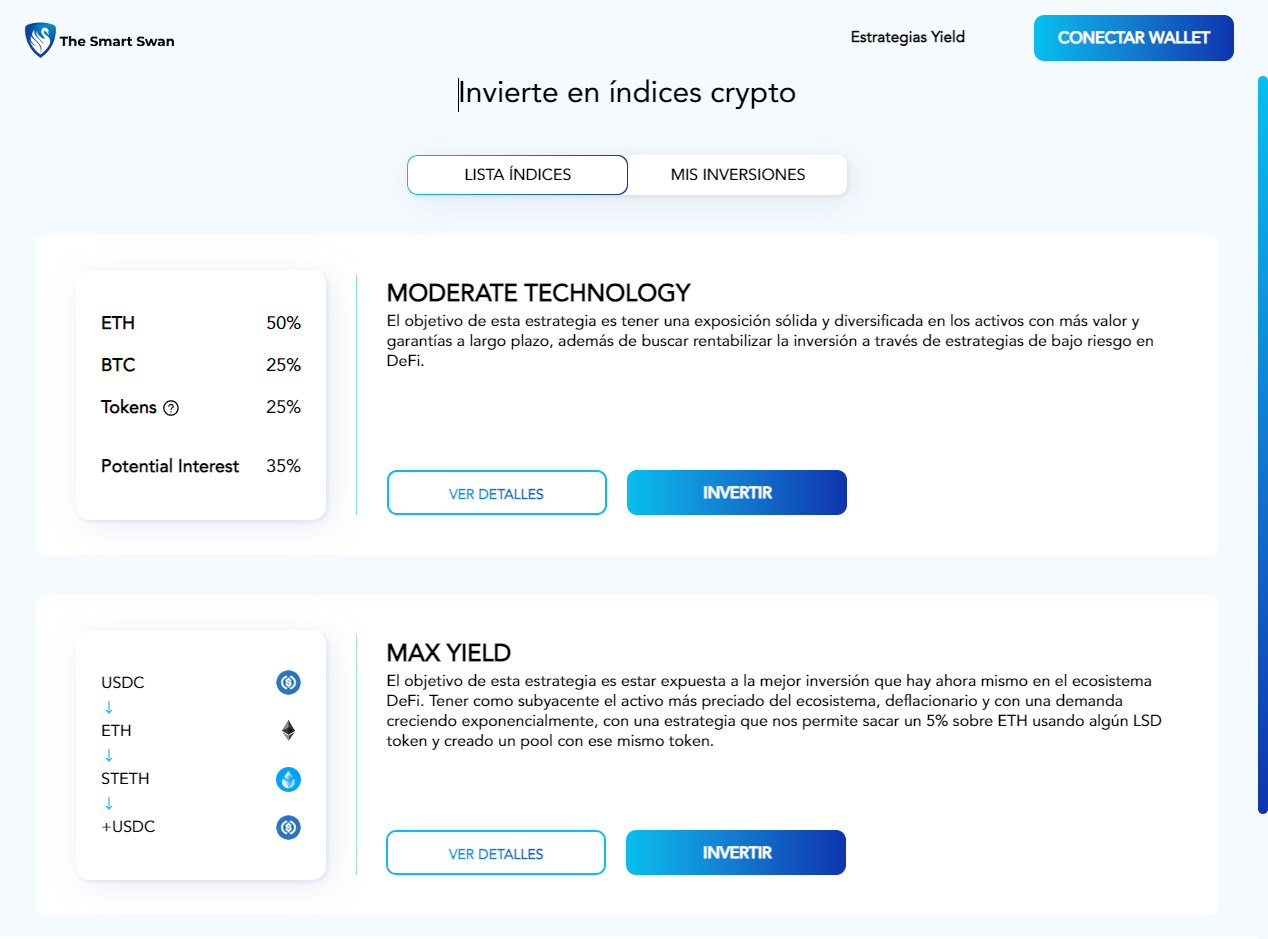 The Smart Swan
Estrategias Yield
CONECTAR WALLET
Invierte en índices crypto
LISTA ÍNDICES
MIS INVERSIONES
ETH 50%
BTC 25%
Tokens ? 25%
Potential Interest 35%
MODERATE TECHNOLOGY
El objetivo de esta estrategia es tener una exposición sólida y diversificada en los activos con más valor y
garantías a largo plazo, además de buscar rentabilizar la inversión a través de estrategias de bajo riesgo en
DeFi.
VER DETALLES
INVERTIR
USDC
↓
ETH
↓
STETH
↓
+USDC
MAX YIELD
El objetivo de esta estrategia es estar expuesta a la mejor inversión que hay ahora mismo en el ecosistema
DeFi. Tener como subyacente el activo más preciado del ecosistema, deflacionario y con una demanda
creciendo exponencialmente, con una estrategia que nos permite sacar un 5% sobre ETH usando algún LSD
token y creado un pool con ese mismo token.
VER DETALLES
INVERTIR